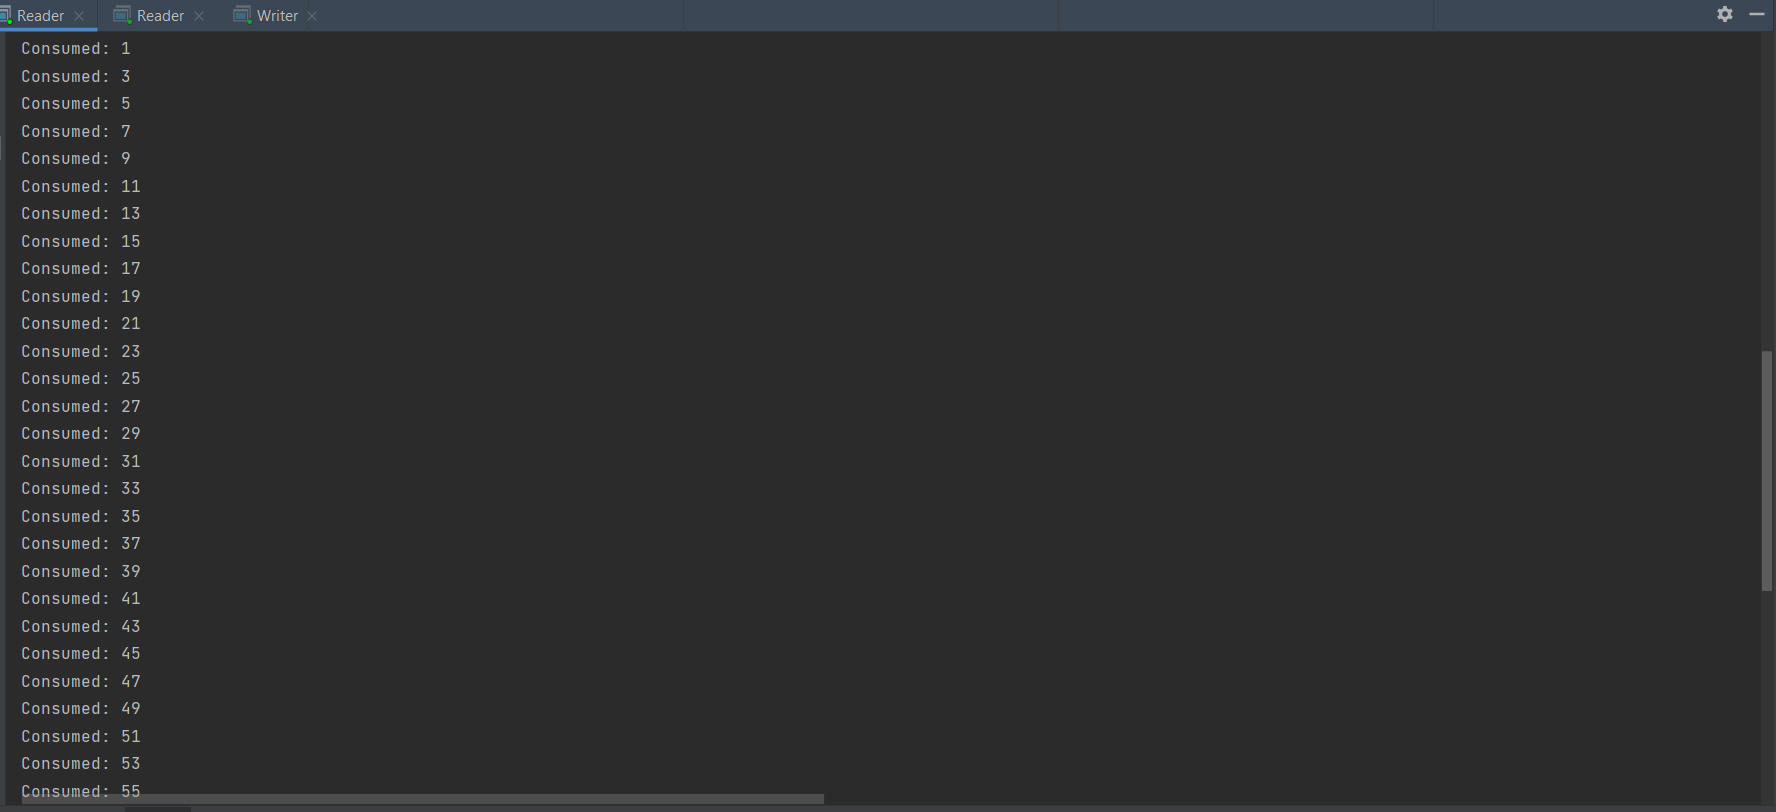 Reader Reader Writer
Consumed: 1
Consumed: 3
Consumed: 5
Consumed: 7
Consumed: 9
Consumed: 11
Consumed: 13
Consumed: 15
Consumed: 17
Consumed: 19
Consumed: 21
Consumed: 23
Consumed: 25
Consumed: 27
Consumed: 29
Consumed: 31
Consumed: 33
Consumed: 35
Consumed: 37
Consumed: 39
Consumed: 41
Consumed: 43
Consumed: 45
Consumed: 47
Consumed: 49
Consumed: 51
Consumed: 53
Consumed: 55